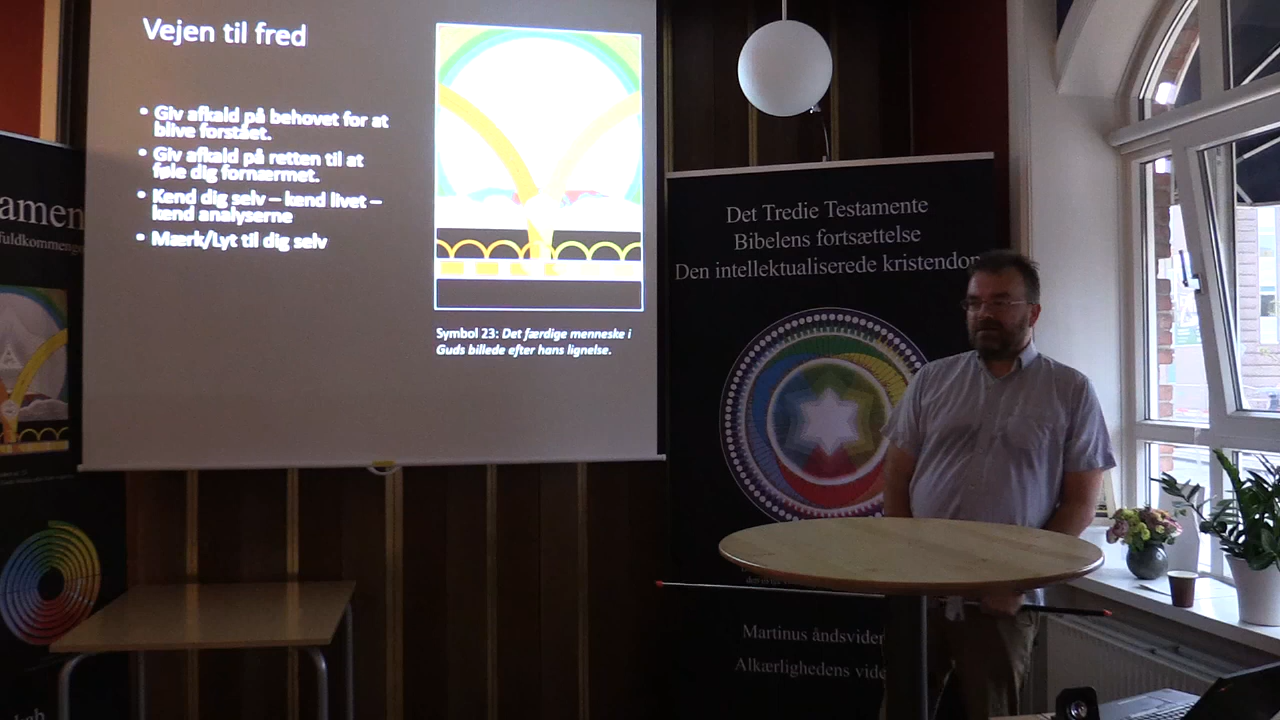 Vejen til fred
• Giv afkald på behovet for at
blive forstået.
• Giv afkald på retten til at
føle dig fornærmet.
• Kend dig selv – kend livet –
kend analyserne
• Mærk/Lyt til dig selv
Symbol 23: Det færdige menneske i
Guds billede efter hans lignelse.
Det Tredie Testamente
Bibelens fortsættelse
Den intellektualiserede kristendom
Martinus åndsviden
Alkærlighedens vide
amen
fuldkommenge